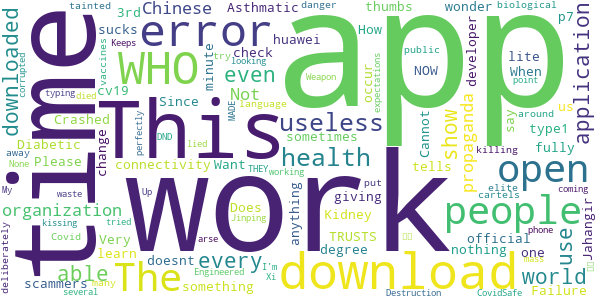 tainted
3rd
Chinese
Asthmatic
thumbs
wonder
biological
danger
p7
sucks
error
huawei
check
How
public
lite
developer
Keeps
vaccines
typing
died
try
looking
minute
occur
NOW
When
Weapon
expectations
point
application
downloaded
corrupted
time
WHO
even
app
Since
Not
language
MADE
around
us
This
useless
Cannot
show
propaganda
say
type1
Crashed
sometimes
DND
lied
THEY
working
tells
fully
Diabetic
change
perfectly
health
killing
away
Please
connectivity
Want
open
None
cv19
My
waste
Up
Does
giving
anything
put
elite
cartels
coming
organization
Jinping
Kidney
people
phone
kissing
Very
doesnt
TRUSTS
official
one
Jahangir
deliberately
Covid
tried
learn
arse
degree
nothing
use
able
The
every
work
download
world
scammers
many
something
I'm
Failure
several
Engineered
Xi
mass
Destruction
CovidSafe